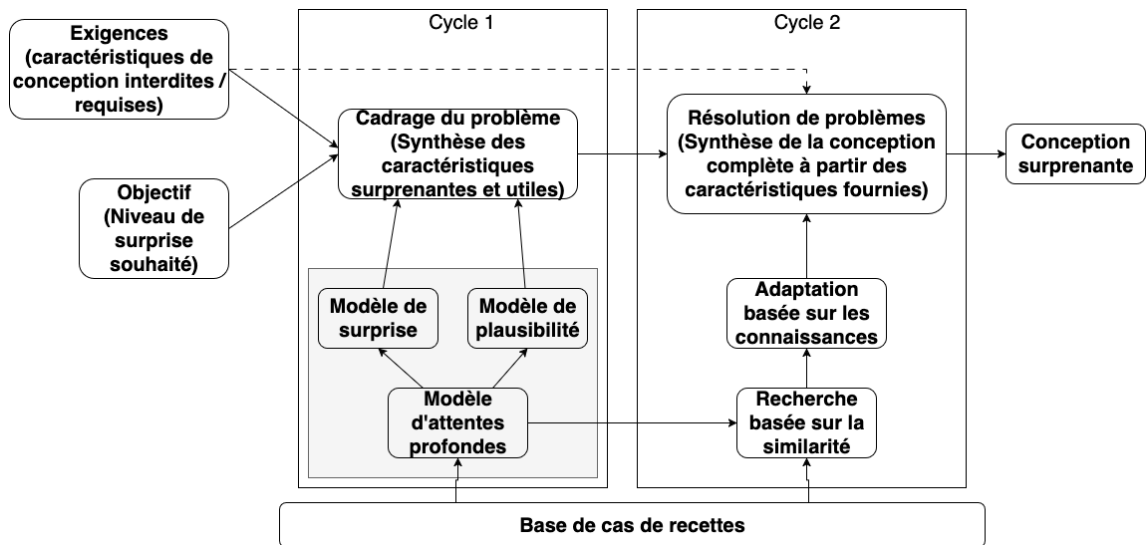 Cycle 1
Cycle 2
Exigences
(caractéristiques de
conception interdites /
requises)
Objectif
(Niveau de
surprise
souhaité)
Cadrage du problème
(Synthèse des
caractéristiques
surprenantes et utiles)
Modèle de
surprise
Modèle de
plausibilité
Modèle
d'attentes
profondes
Résolution de problèmes
(Synthèse de la conception
complète à partir des
caractéristiques fournies)
Adaptation
basée sur les
connaissances
Recherche
basée sur la
similarité
Conception
surprenante
Base de cas de recettes